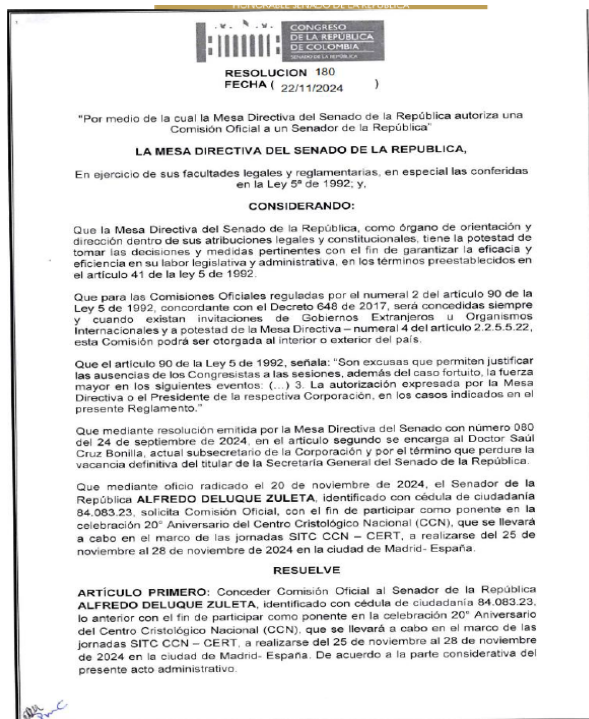 HONORABLE SENADO DE LA REPÚBLICA
CONGRESO
DE LA REPÚBLICA
DE COLOMBIA
SENADO DE LA REPÚBLICA
RESOLUCION 180
FECHA ( 22/11/2024 )
"Por medio de la cual la Mesa Directiva del Senado de la República autoriza una
Comisión Oficial a un Senador de la República"
LA MESA DIRECTIVA DEL SENADO DE LA REPUBLICA,
En ejercicio de sus facultades legales y reglamentarias, en especial las conferidas
en la Ley 5ª de 1992; y,
CONSIDERANDO:
Que la Mesa Directiva del Senado de la República, como órgano de orientación y
dirección dentro de sus atribuciones legales y constitucionales, tiene la potestad de
tomar las decisiones y medidas pertinentes con el fin de garantizar la eficacia y
eficiencia en su labor legislativa y administrativa, en los términos preestablecidos en
el artículo 41 de la ley 5 de 1992.
Que para las Comisiones Oficiales reguladas por el numeral 2 del artículo 90 de la
Ley 5 de 1992, concordante con el Decreto 648 de 2017, será concedidas siempre
y cuando existan invitaciones de Gobiernos Extranjeros u Organismos
Internacionales y a potestad de la Mesa Directiva – numeral 4 del artículo 2.2.5.5.22,
esta Comisión podrá ser otorgada al interior o exterior del país.
Que el artículo 90 de la Ley 5 de 1992, señala: "Son excusas que permiten justificar
las ausencias de los Congresistas a las sesiones, además del caso fortuito, la fuerza
mayor en los siguientes eventos: (...) 3. La autorización expresada por la Mesa
Directiva o el Presidente de la respectiva Corporación, en los casos indicados en el
presente Reglamento."
Que mediante resolución emitida por la Mesa Directiva del Senado con número 080
del 24 de septiembre de 2024, en el artículo segundo se encarga al Doctor Saúl
Cruz Bonilla, actual subsecretario de la Corporación y por el término que perdure la
vacancia definitiva del titular de la Secretaría General del Senado de la República.
Que mediante oficio radicado el 20 de noviembre de 2024, el Senador de la
República ALFREDO DELUQUE ZULETA, identificado con cédula de ciudadanía
84.083.23, solicita Comisión Oficial, con el fin de participar como ponente en la
celebración 20° Aniversario del Centro Cristológico Nacional (CCN), que se llevará
a cabo en el marco de las jornadas SITC CCN – CERT, a realizarse del 25 de
noviembre al 28 de noviembre de 2024 en la ciudad de Madrid- España.
RESUELVE
ARTÍCULO PRIMERO: Conceder Comisión Oficial al Senador de la República
ALFREDO DELUQUE ZULETA, identificado con cédula de ciudadanía 84.083.23,
lo anterior con el fin de participar como ponente en la celebración 20° Aniversario
del Centro Cristológico Nacional (CCN), que se llevará a cabo en el marco de las
jornadas SITC CCN – CERT, a realizarse del 25 de noviembre al 28 de noviembre
de 2024 en la ciudad de Madrid- España. De acuerdo a la parte considerativa del
presente acto administrativo.